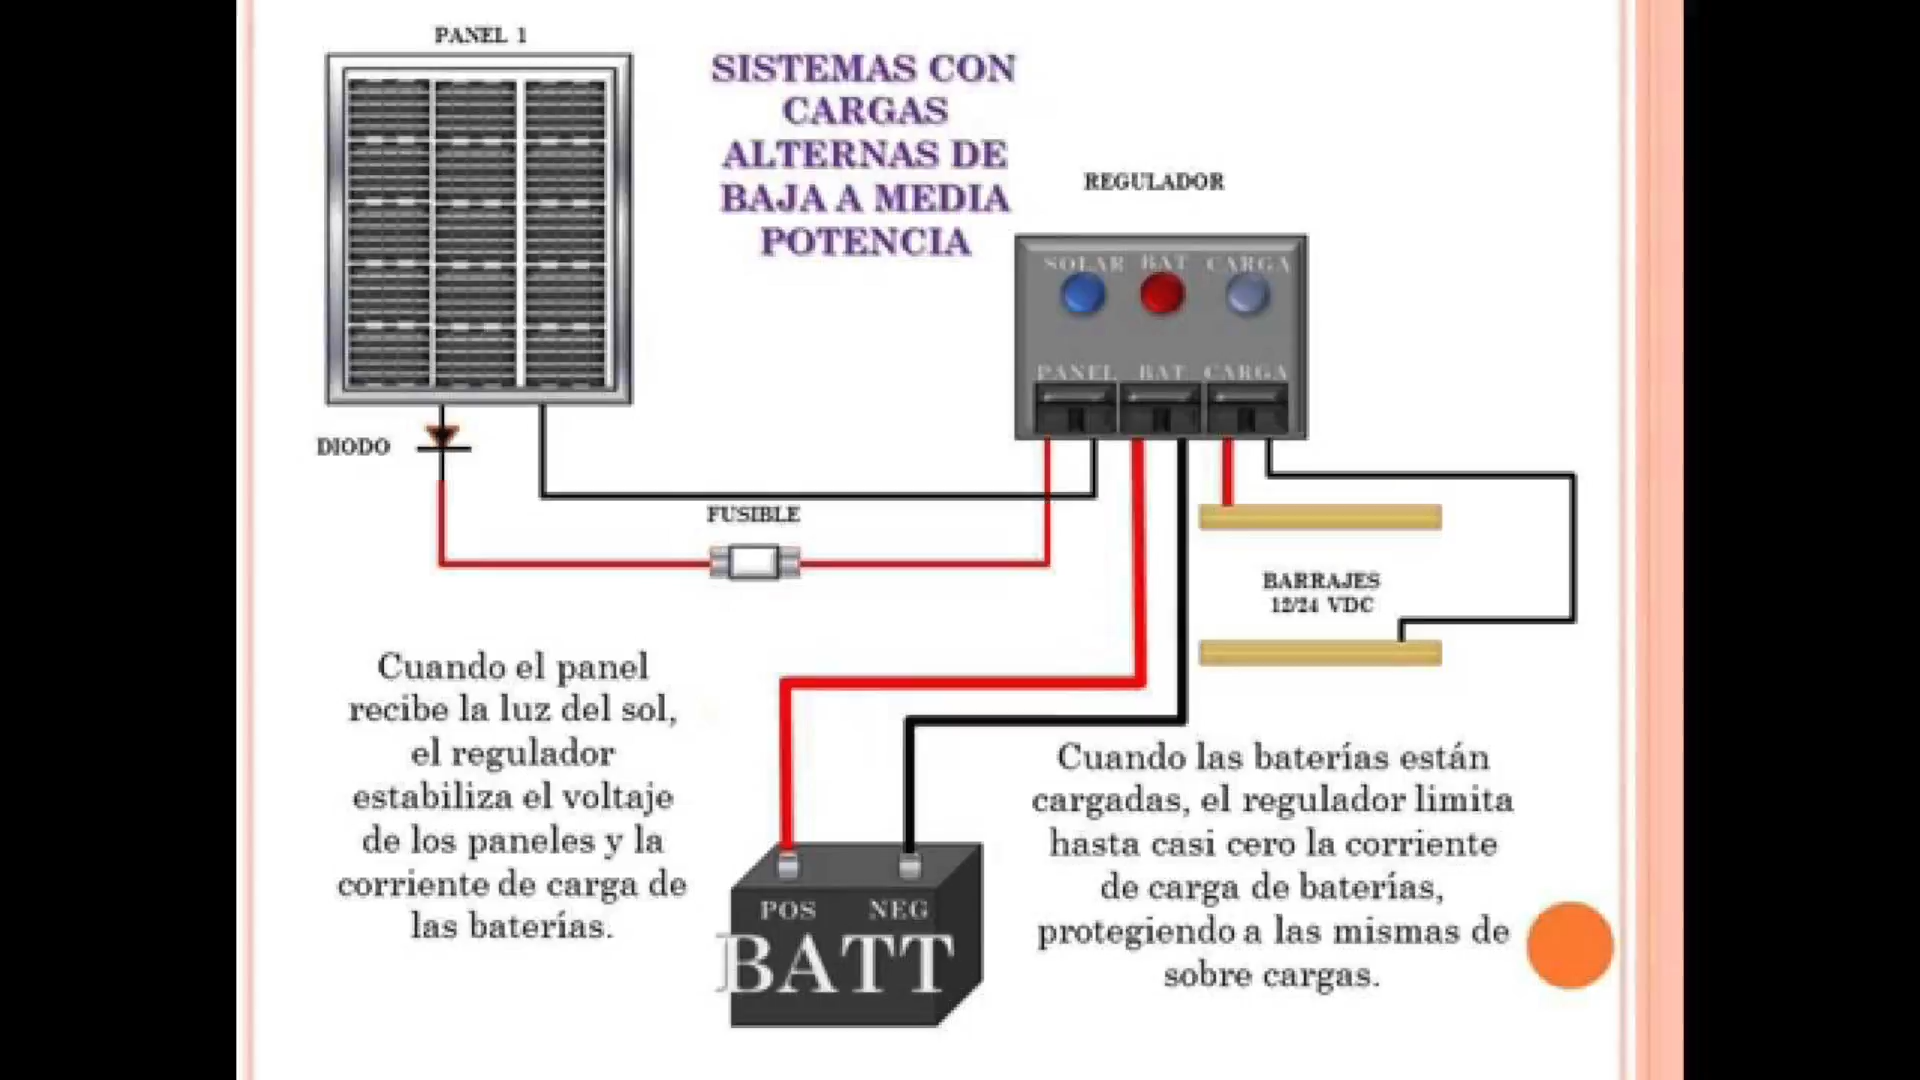 PANEL 1
SISTEMAS CON
CARGAS
ALTERNAS DE
BAJA A MEDIA
POTENCIA
REGULADOR
SOLAR BAT CARGA
PANEL BAT CARGA
DIODO
FUSIBLE
BARRAJES
12/24 VDC
Cuando el panel
recibe la luz del sol,
el regulador
estabiliza el voltaje
de los paneles y la
corriente de carga de
las baterías.
Cuando las baterías están
cargadas, el regulador limita
hasta casi cero la corriente
de carga de baterías,
protegiendo a las mismas de
sobre cargas.
POS NEG
BATT